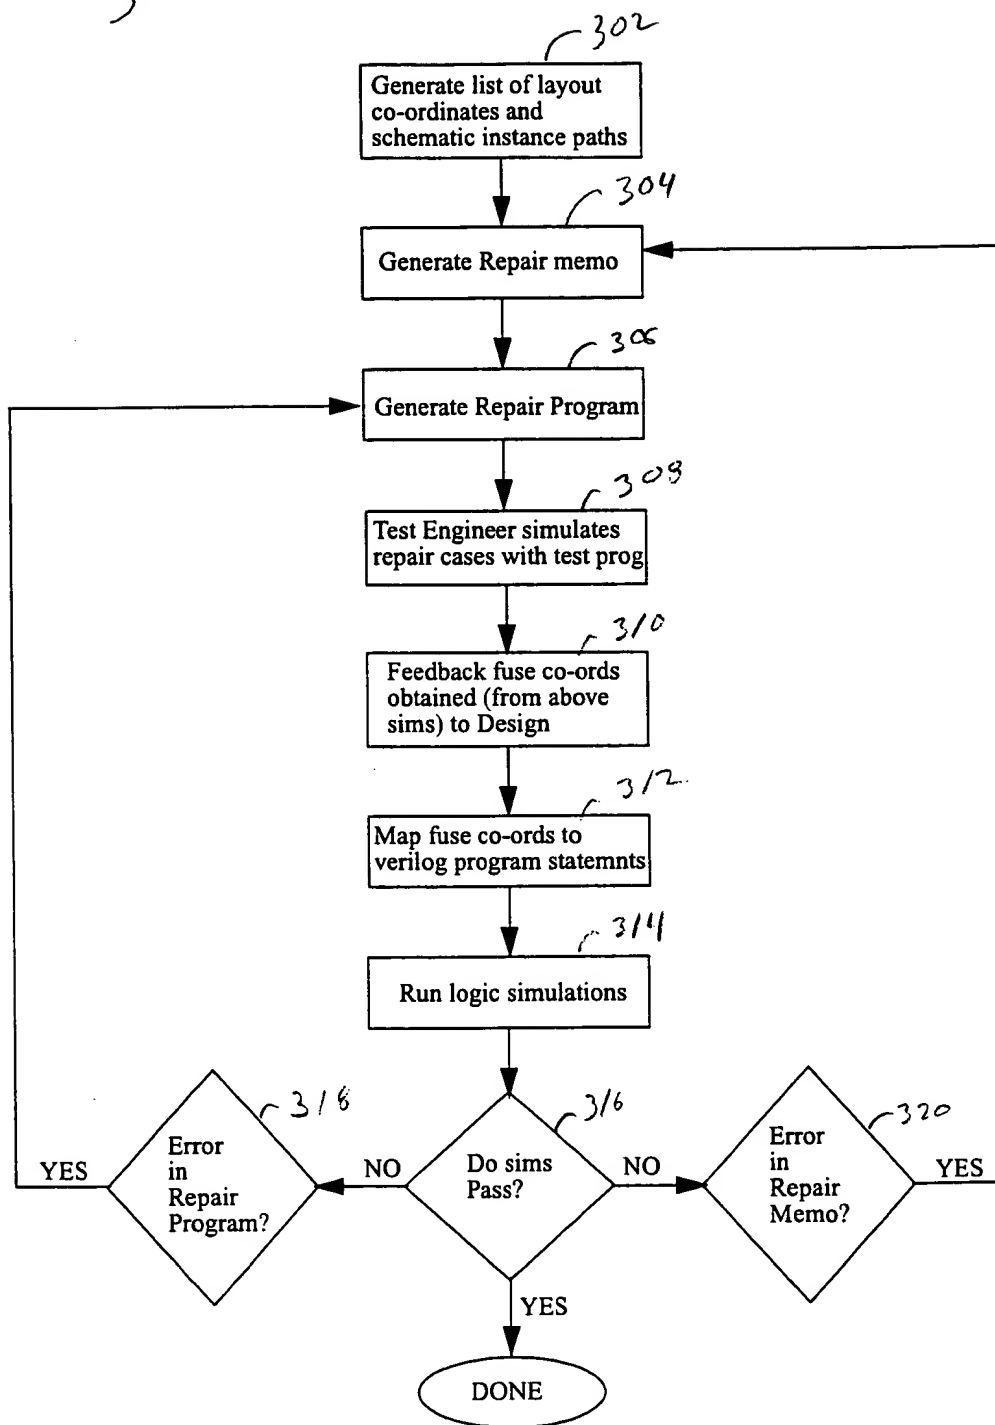 302
Generate list of layout
co-ordinates and
schematic instance paths
304
Generate Repair memo
306
Generate Repair Program
308
Test Engineer simulates
repair cases with test prog
310
Feedback fuse co-ords
obtained (from above
sims) to Design
312
Map fuse co-ords to
verilog program statemnts
314
Run logic simulations
318
Error
in
Repair
Program?
YES
NO
316
Do sims
Pass?
NO
320
Error
in
Repair
Memo?
YES
YES
DONE